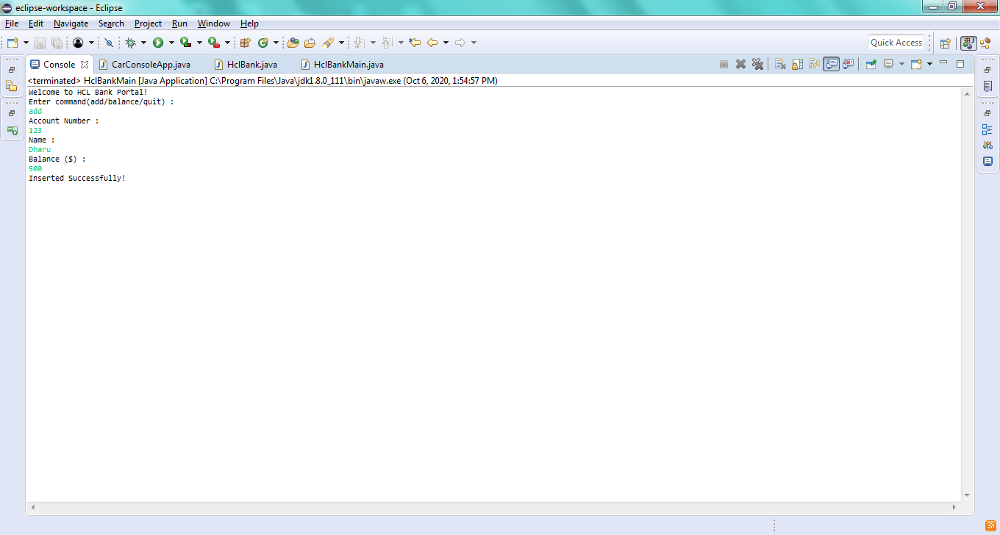 eclipse-workspace - Eclipse
File Edit Navigate Search Project Run Window Help
Quick Access
Console CarConsoleApp.java HclBank.java HclBankMain.java
<terminated> HclBankMain [Java Application] C:\Program Files\Java\jdk1.8.0_111\bin\javaw.exe (Oct 6, 2020, 1:54:57 PM)
Welcome to HCL Bank Portal!
Enter command(add/balance/quit) :
add
Account Number :
123
Name :
Dharu
Balance ($) :
500
Inserted Successfully!